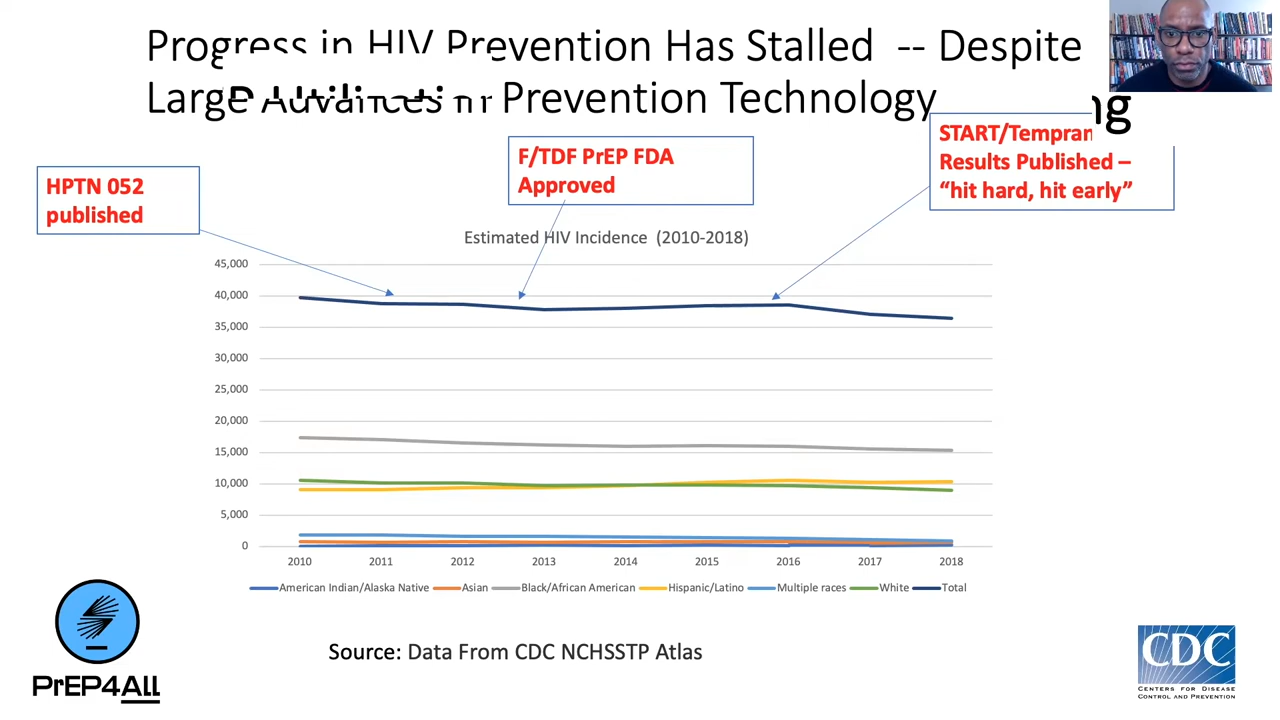 Progress in HIV Prevention Has Stalled -- Despite
Large Advances in Prevention Technology
HPTN 052
published
F/TDF PrEP FDA
Approved
START/Tempran
Results Published –
“hit hard, hit early”
Estimated HIV Incidence (2010-2018)
45,000
40,000
35,000
30,000
25,000
20,000
15,000
10,000
5,000
0
2010 2011 2012 2013 2014 2015 2016 2017 2018
American Indian/Alaska Native Asian Black/African American Hispanic/Latino Multiple races White Total
Source: Data From CDC NCHSSTP Atlas
PrEP4All
CDC
CENTERS FOR DISEASE
CONTROL AND PREVENTION